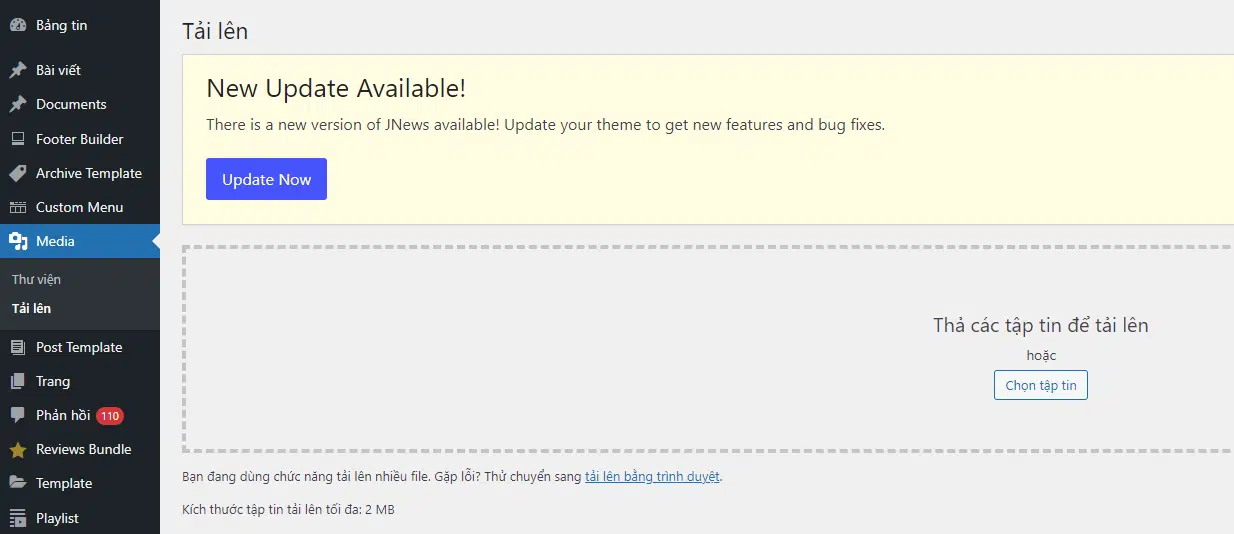 Bảng tin
Bài viết
Documents
Footer Builder
Archive Template
Custom Menu
Media
Thư viện
Tải lên
Post Template
Trang
Phản hồi 110
Reviews Bundle
Template
Playlist
Tải lên
New Update Available!
There is a new version of JNews available! Update your theme to get new features and bug fixes.
Update Now
Thả các tập tin để tải lên
hoặc
Chọn tập tin
Bạn đang dùng chức năng tải lên nhiều file. Gặp lỗi? Thử chuyển sang tải lên bằng trình duyệt.
Kích thước tập tin tải lên tối đa: 2 MB